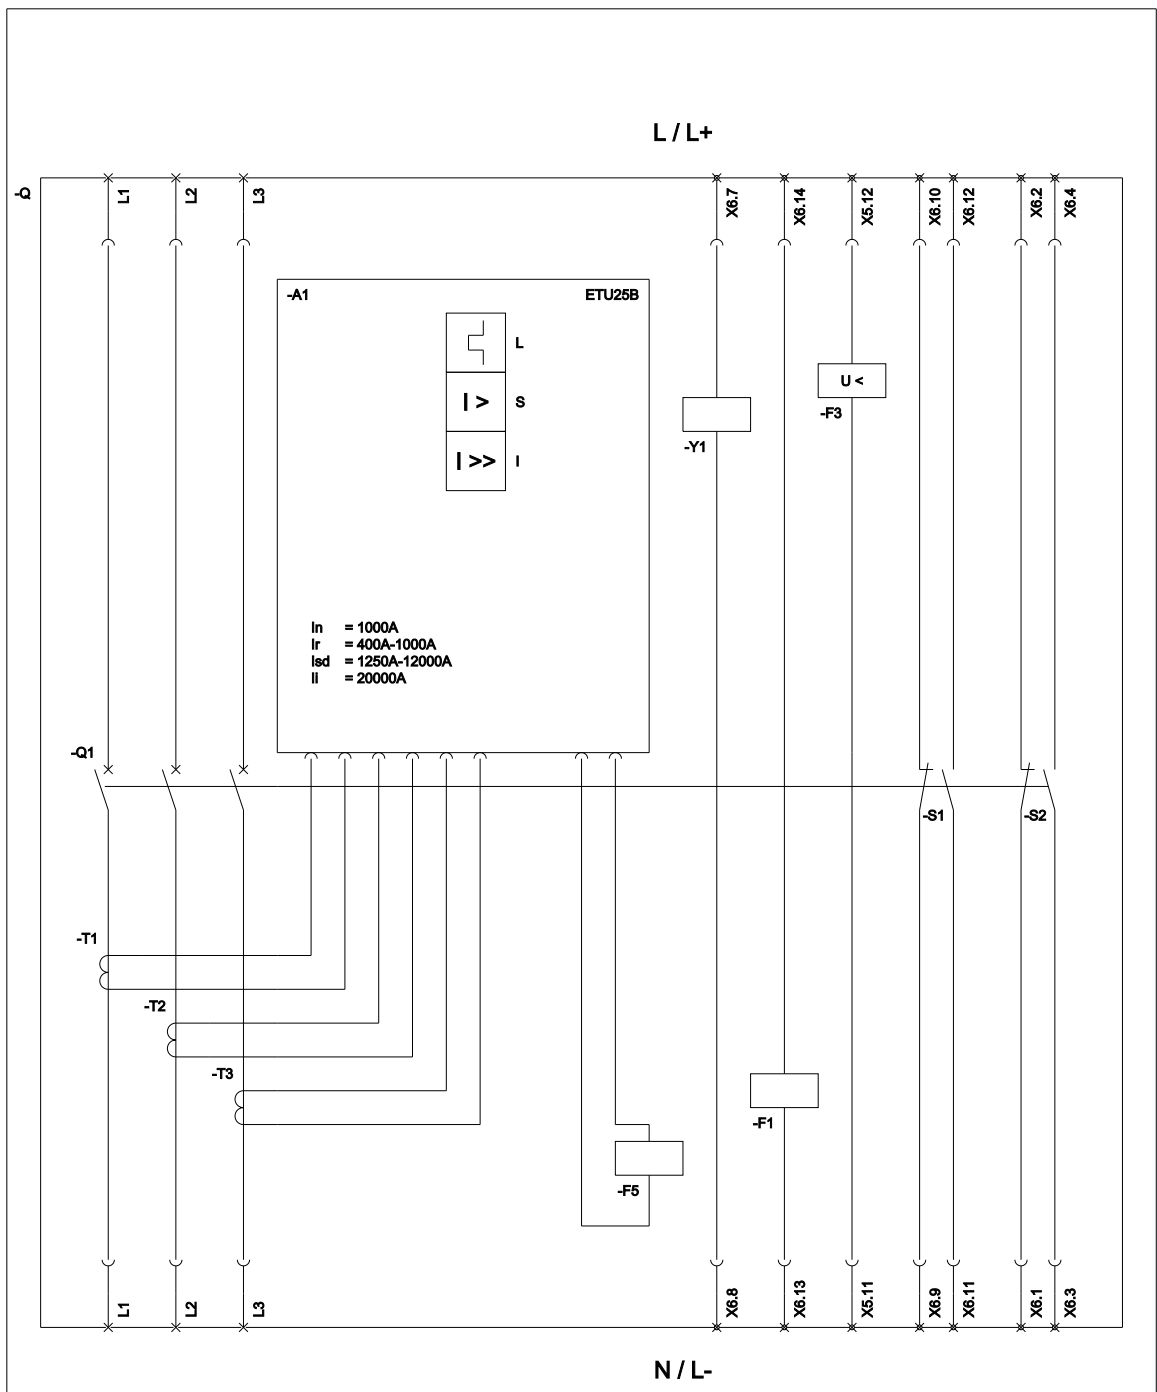 L / L+
-Q
L1
L2
L3
X6.7
X6.14
X5.12
X6.10
X6.12
X6.2
X6.4
-A1
ETU25B
L
I >
S
I >>
I
U <
-F3
-Y1
In = 1000A
Ir = 400A-1000A
Isd = 1250A-12000A
Ii = 20000A
-Q1
-S1
-S2
-T1
-T2
-T3
-F1
-F5
L1
L2
L3
X6.8
X6.13
X5.11
X6.9
X6.11
X6.1
X6.3
N / L-